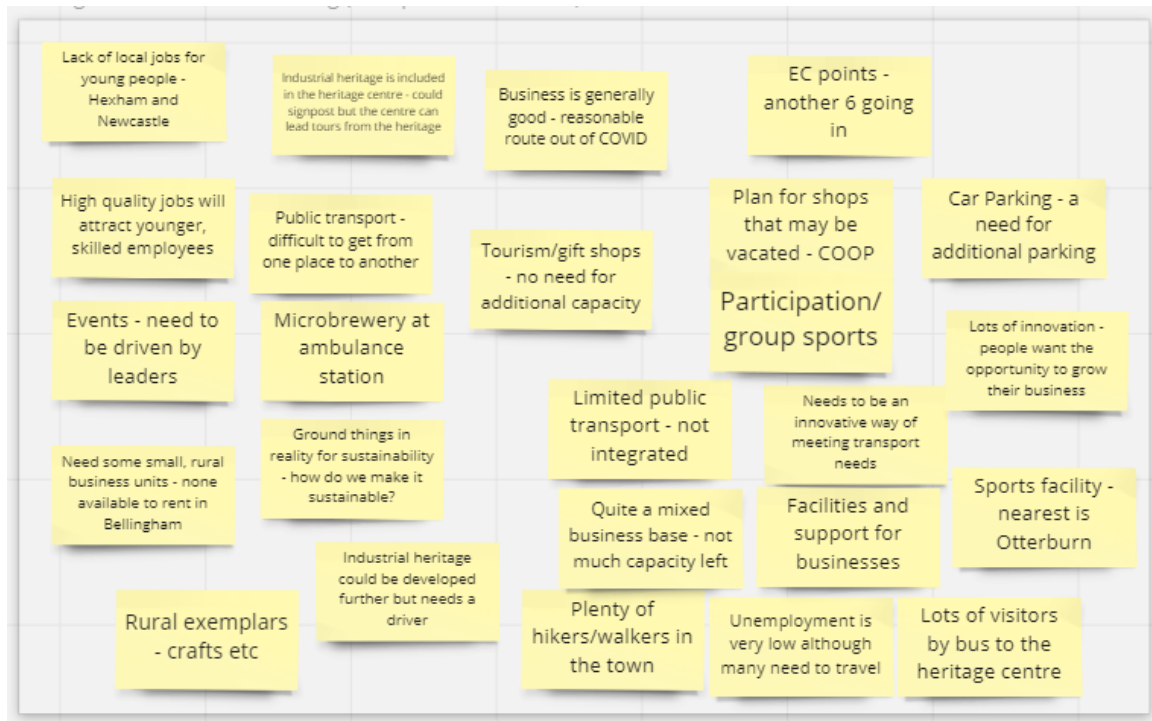 Lack of local jobs for
young people -
Hexham and
Newcastle
Industrial heritage is included
in the heritage centre - could
signpost but the centre can
lead tours from the heritage
Business is generally
good - reasonable
route out of COVID
EC points -
another 6 going
in
High quality jobs will
attract younger,
skilled employees
Public transport -
difficult to get from
one place to another
Tourism/gift shops
- no need for
additional capacity
Plan for shops
that may be
vacated - COOP
Car Parking - a
need for
additional parking
Events - need to
be driven by
leaders
Microbrewery at
ambulance
station
Participation/
group sports
Lots of innovation -
people want the
opportunity to grow
their business
Limited public
transport - not
integrated
Needs to be an
innovative way of
meeting transport
needs
Need some small, rural
business units - none
available to rent in
Bellingham
Ground things in
reality for sustainability
- how do we make it
sustainable?
Quite a mixed
business base - not
much capacity left
Facilities and
support for
businesses
Sports facility -
nearest is
Otterburn
Industrial heritage
could be developed
further but needs a
driver
Rural exemplars
- crafts etc
Plenty of
hikers/walkers in
the town
Unemployment is
very low although
many need to travel
Lots of visitors
by bus to the
heritage centre